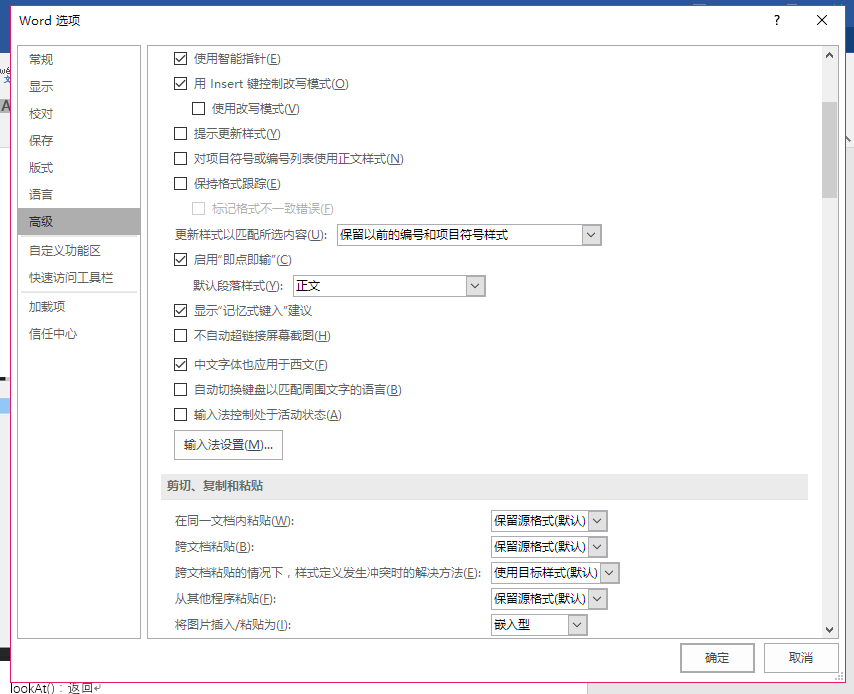 Word 选项
?
常规
显示
校对
保存
版式
语言
高级
自定义功能区
快速访问工具栏
加载项
信任中心
使用智能指针(E)
用 Insert 键控制改写模式(O)
使用改写模式(V)
提示更新样式(Y)
对项目符号或编号列表使用正文样式(N)
保持格式跟踪(E)
标记格式不一致错误(F)
更新样式以匹配所选内容(U): 保留以前的编号和项目符号样式
启用“即点即输”(C)
默认段落样式(Y): 正文
显示“记忆式键入”建议
不自动超链接屏幕截图(H)
中文字体也应用于西文(F)
自动切换键盘以匹配周围文字的语言(B)
输入法控制处于活动状态(A)
输入法设置(M)...
剪切、复制和粘贴
在同一文档内粘贴(W): 保留源格式(默认)
跨文档粘贴(B): 保留源格式(默认)
跨文档粘贴的情况下，样式定义发生冲突时的解决方法(E): 使用目标样式(默认)
从其他程序粘贴(F): 保留源格式(默认)
将图片插入/粘贴为(I): 嵌入型
确定
取消
lookAt()：返回